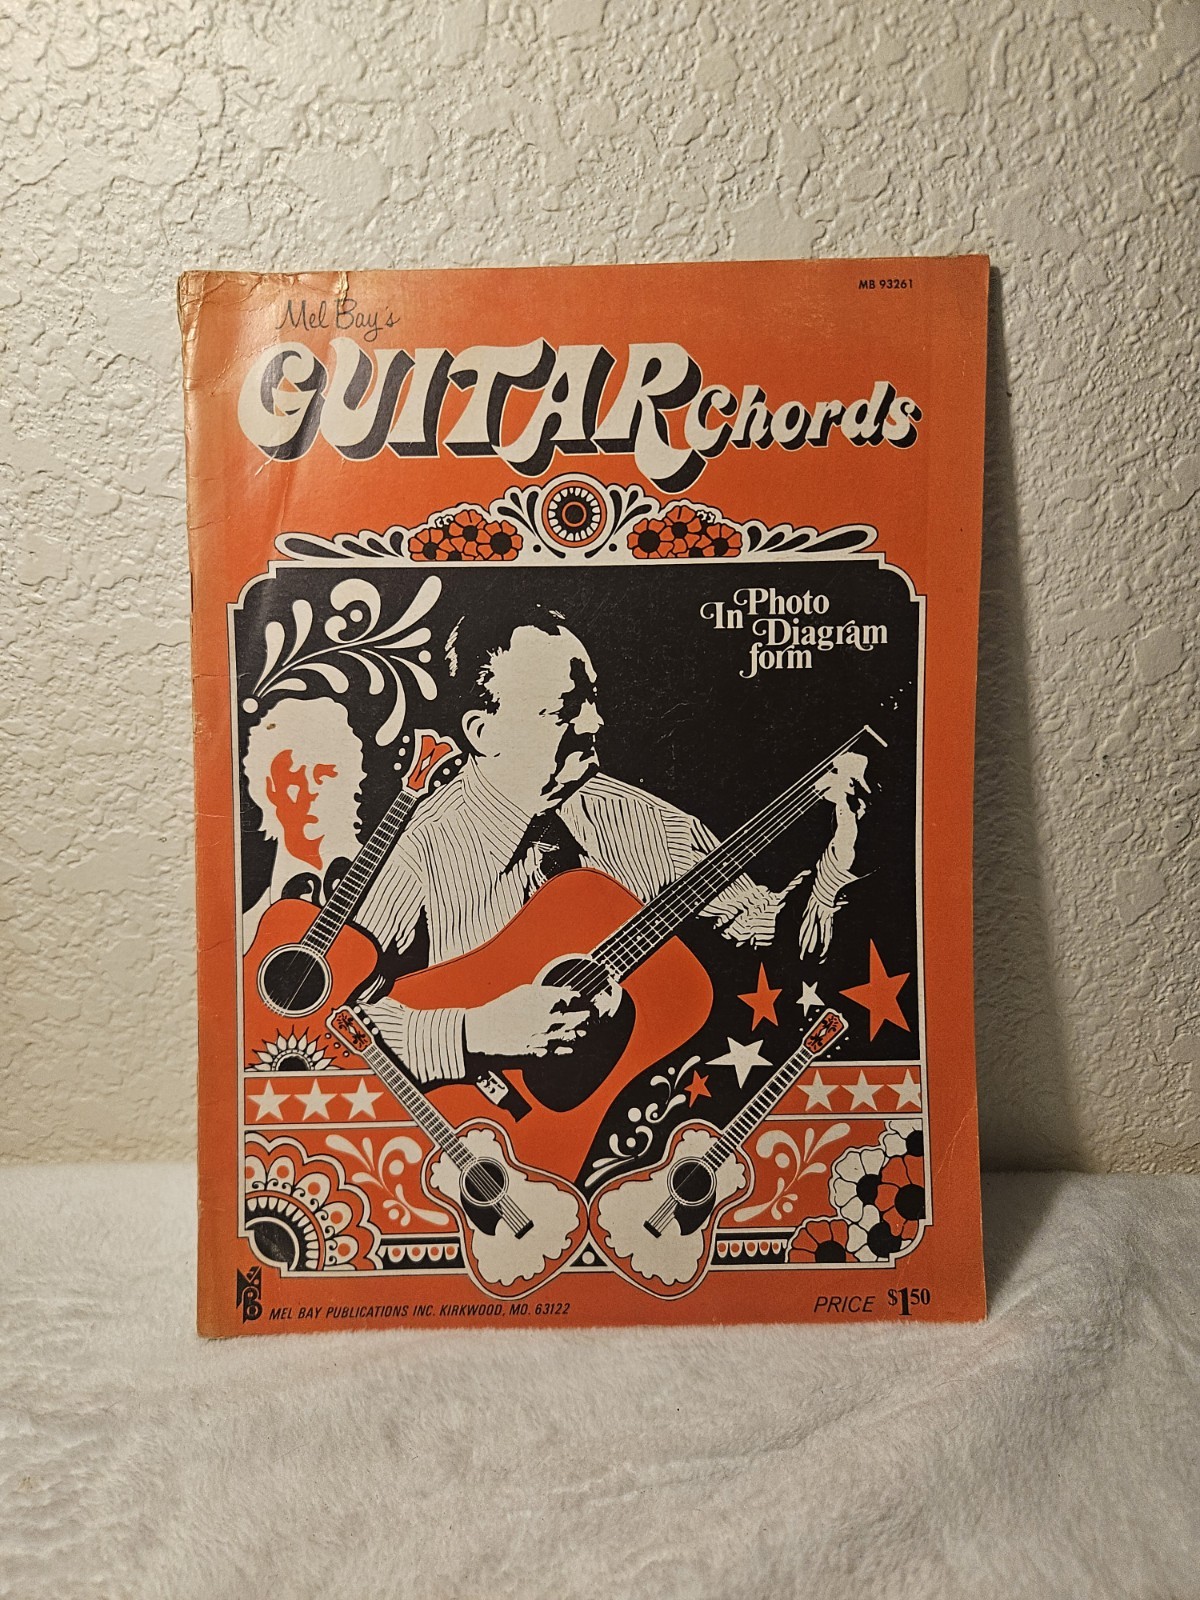 MB 93261
Mel Bay's
GUITAR Chords
In Photo
Diagram
form
MEL BAY PUBLICATIONS INC. KIRKWOOD, MO. 63122
PRICE $1.50